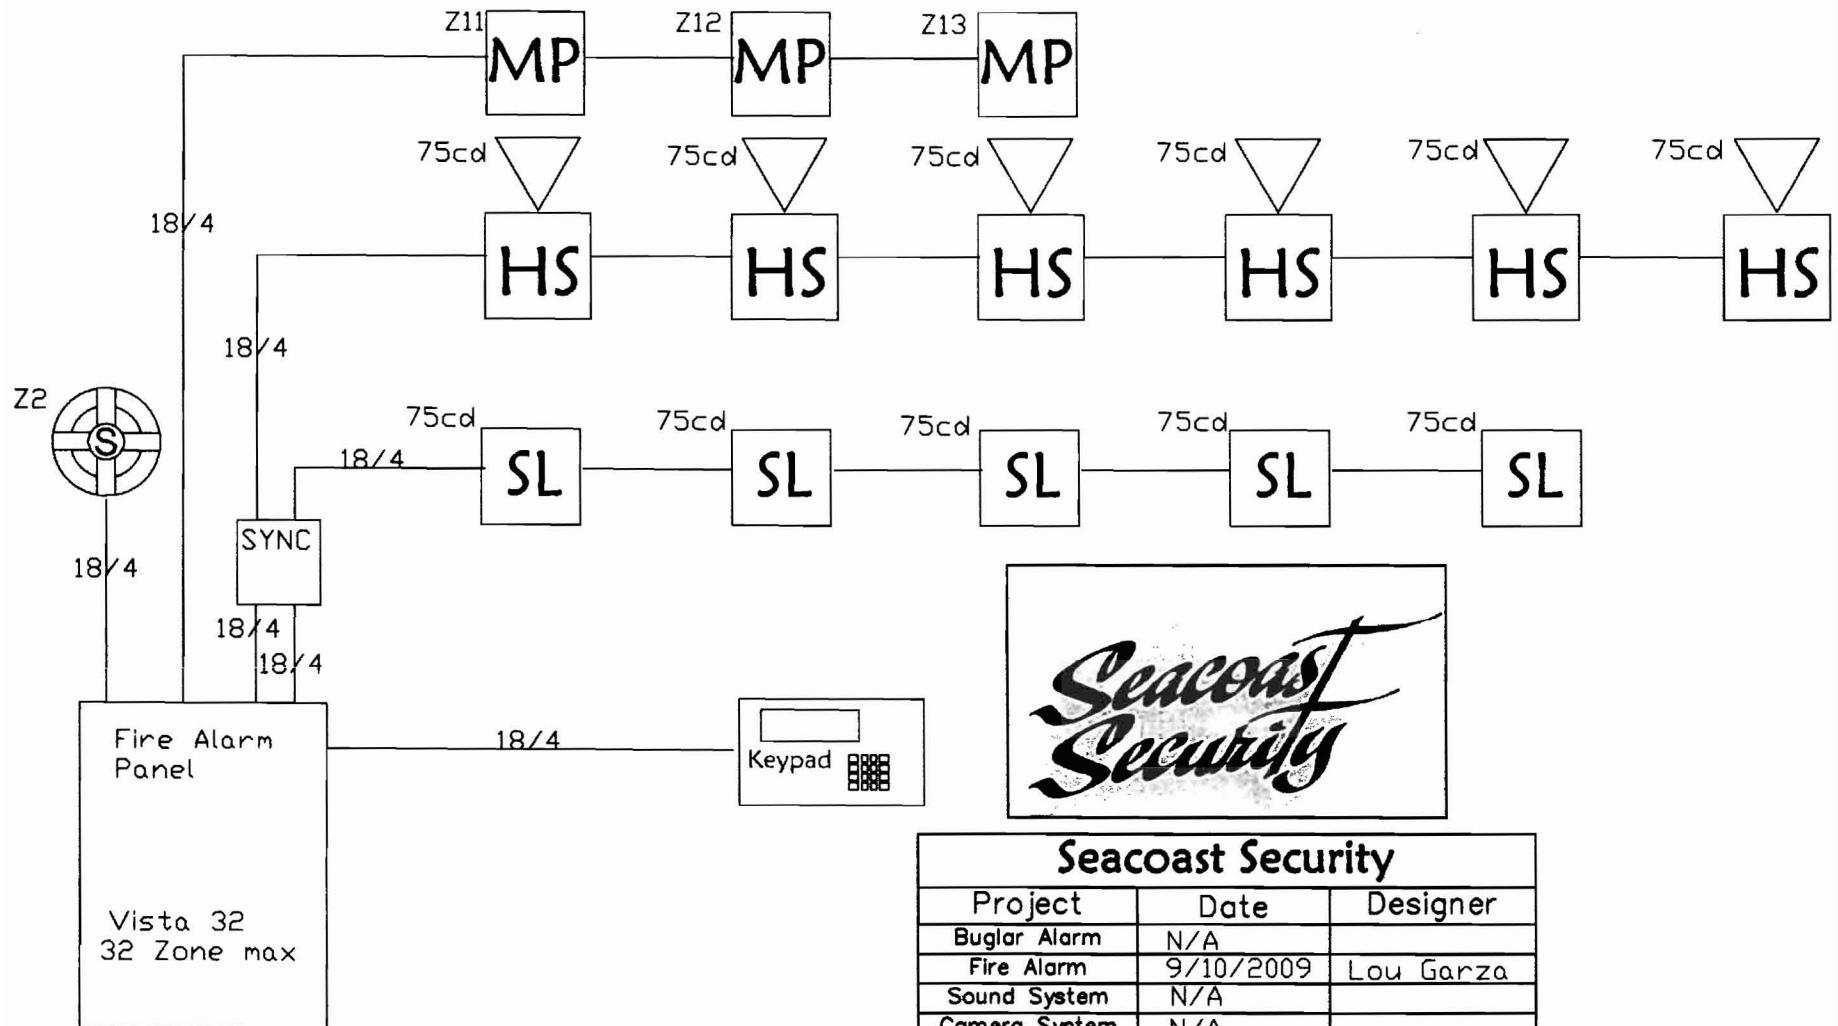 Z11 Z12 Z13
MP MP MP
75cd 75cd 75cd 75cd 75cd 75cd
18/4
HS HS HS HS HS HS
18/4
Z2
S
75cd 75cd 75cd 75cd 75cd
18/4
SL SL SL SL SL
SYNC
18/4
18/4
18/4
Fire Alarm
Panel
18/4
Keypad
Vista 32
32 Zone max
Seacoast
Security
Seacoast Security
Project Date Designer
Buglar Alarm N/A
Fire Alarm 9/10/2009 Lou Garza
Sound System N/A
Camera System N/A